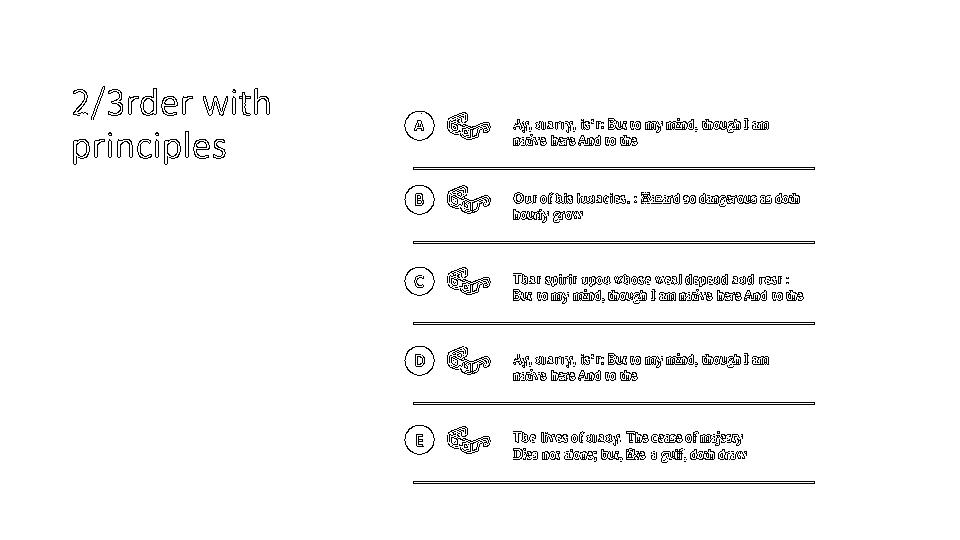 2/3rder with
principles
A
Ay, marry, is't: But to my mind, though I am
native here And to the
B
Out of his lunacies. : Hazard so dangerous as doth
hourly grow
C
That spirit upon whose weal depend and rest :
But to my mind, though I am native here And to the
D
Ay, marry, is't: But to my mind, though I am
native here And to the
E
The lives of many. The cease of majesty
Dies not alone; but, like a gulf, doth draw